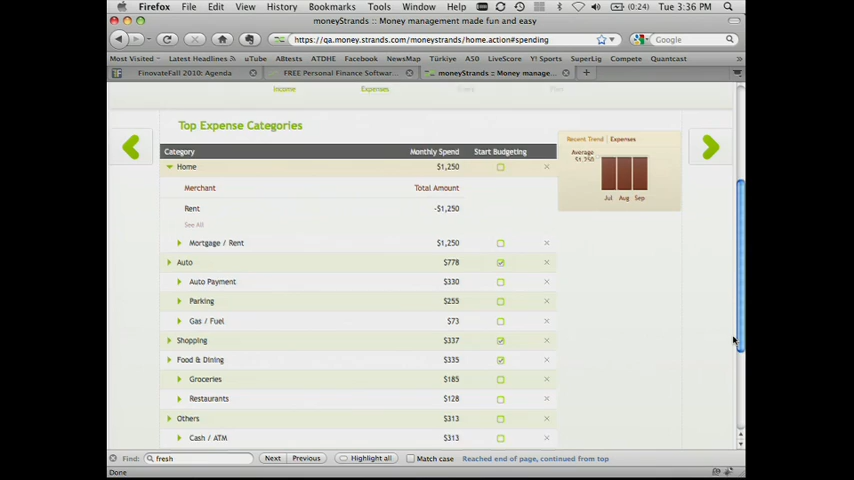 Firefox File Edit View History Bookmarks Tools Window Help (0:24) Tue 3:36 PM
moneyStrands :: Money management made fun and easy
https://qa.money.strands.com/moneystrands/home.action#spending Google
Most Visited Latest Headlines uTube ABtests ATDHE Facebook NewsMap Türkiye A50 LiveScore Y! Sports SuperLig Compete Quantcast
FinovateFall 2010: Agenda FREE Personal Finance Softwar... moneyStrands :: Money manage...
Income Expenses Plan
Top Expense Categories
Category Monthly Spend Start Budgeting
Home $1,250
Merchant Total Amount
Rent -$1,250
See All
Mortgage / Rent $1,250
Auto $778
Auto Payment $330
Parking $255
Gas / Fuel $73
Shopping $337
Food & Dining $335
Groceries $185
Restaurants $128
Others $313
Cash / ATM $313
Recent Trend Expenses
Average
$1,250
Jul Aug Sep
Find: fresh Next Previous Highlight all Match case Reached end of page, continued from top
Done